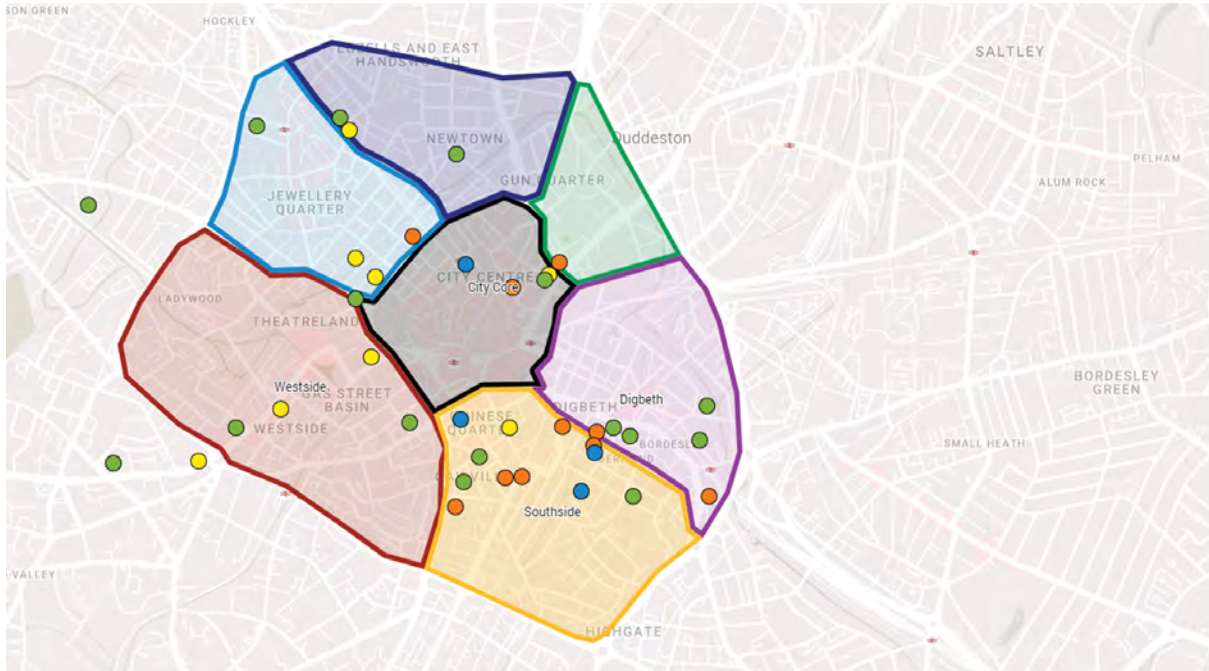 SON GREEN
HOCKLEY
LOZELLS AND EAST
HANDSWORTH
SALTLEY
NEWTOWN
Duddeston
PELHAM
GUN QUARTER
ALUM ROCK
JEWELLERY
QUARTER
CITY CENTRE
City Core
LADYWOOD
THEATRELAND
BORDESLEY
GREEN
Westside
GAS STREET
BASIN
WESTSIDE
Digbeth
DIGBETH
CHINESE
QUARTER
BORDESL
SMALL HEATH
Southside
VALLEY
HIGHGATE